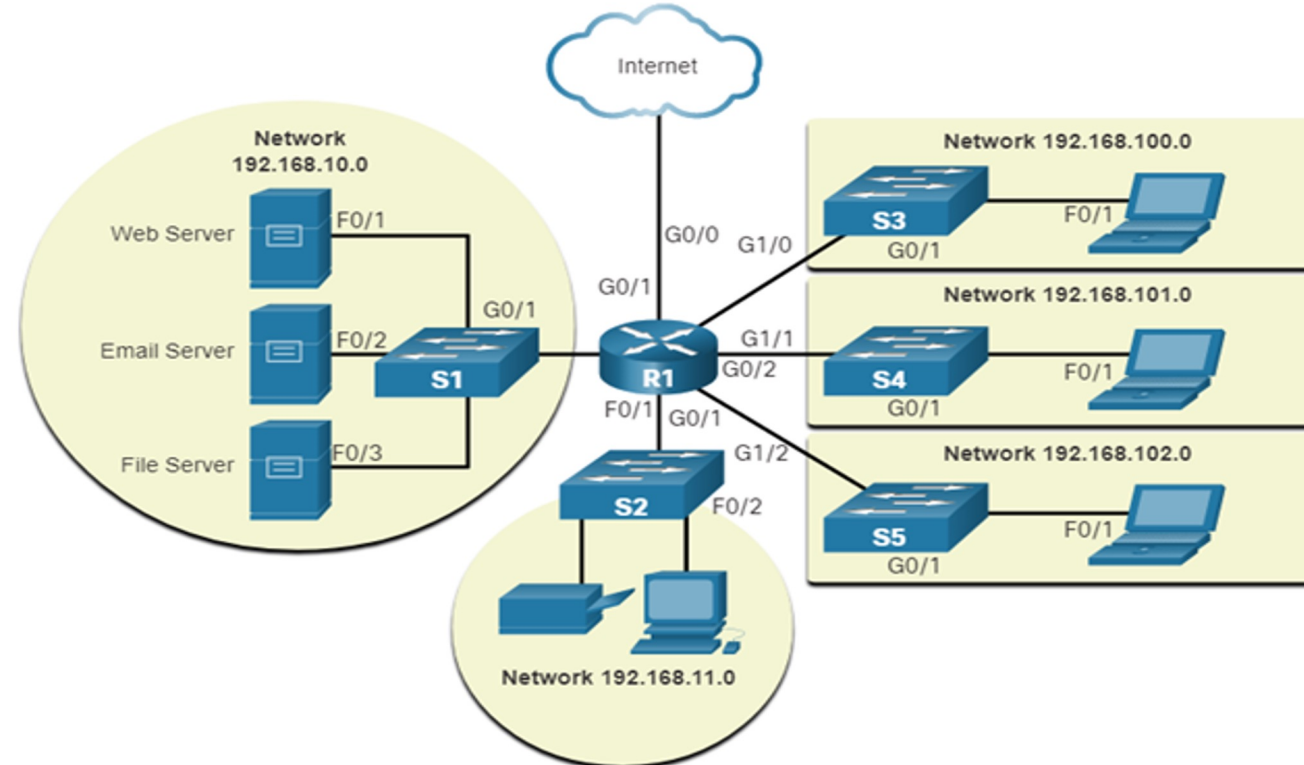 Internet
Network
192.168.10.0
Web Server
F0/1
Email Server
F0/2
File Server
F0/3
G0/1
S1
G0/0
G0/1
G1/0
R1
G1/1
G0/2
F0/1
G0/1
G1/2
S2
F0/2
Network 192.168.11.0
Network 192.168.100.0
S3
G0/1
F0/1
Network 192.168.101.0
S4
G0/1
F0/1
Network 192.168.102.0
S5
G0/1
F0/1